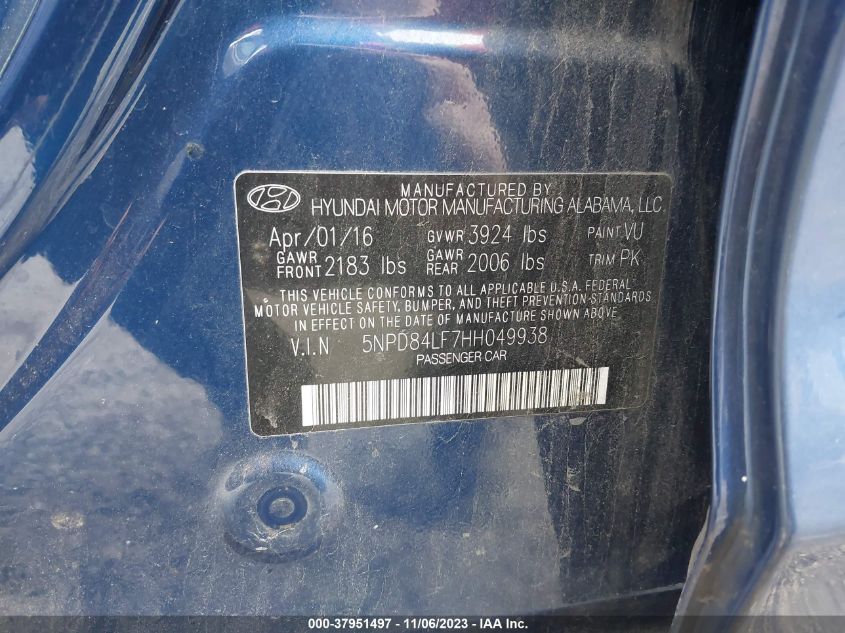 MANUFACTURED BY
HYUNDAI MOTOR MANUFACTURING ALABAMA, LLC
Apr/01/16 GVWR 3924 lbs PAINT VU
GAWR FRONT 2183 lbs GAWR REAR 2006 lbs TRIM PK
THIS VEHICLE CONFORMS TO ALL APPLICABLE U.S.A. FEDERAL
MOTOR VEHICLE SAFETY, BUMPER, AND THEFT PREVENTION STANDARDS
IN EFFECT ON THE DATE OF MANUFACTURE SHOWN ABOVE.
V.I.N 5NPD84LF7HH049938
PASSENGER CAR
000-37951497 - 11/06/2023 - IAA Inc.